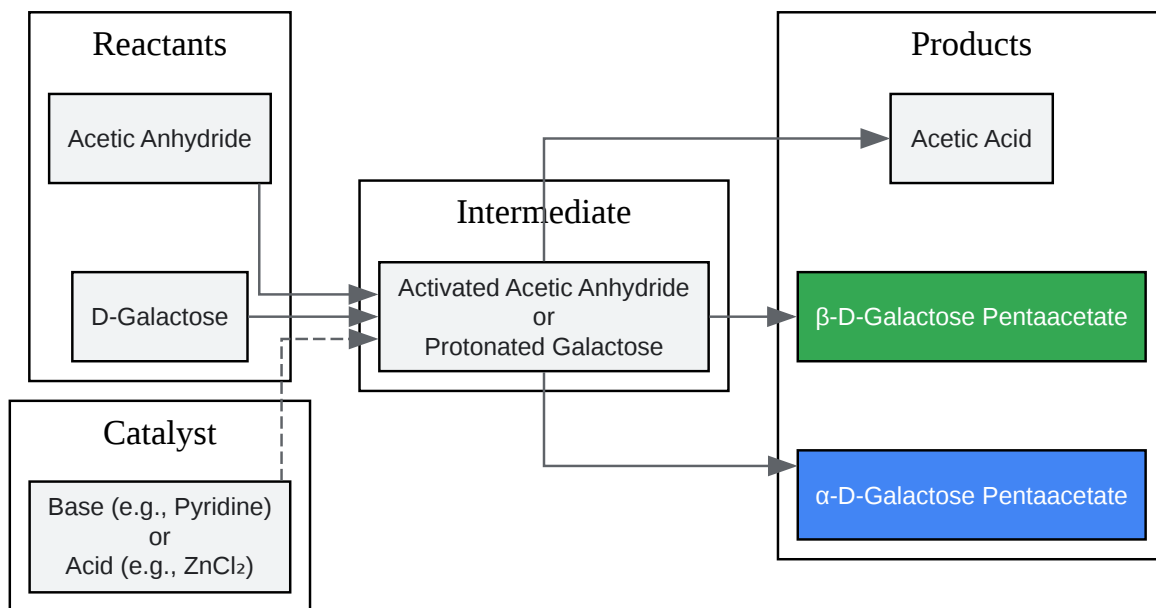 Reactants
Acetic Anhydride
D-Galactose
Catalyst
Base (e.g., Pyridine)
or
Acid (e.g., ZnCl₂)
Intermediate
Activated Acetic Anhydride
or
Protonated Galactose
Products
Acetic Acid
β-D-Galactose Pentaacetate
α-D-Galactose Pentaacetate